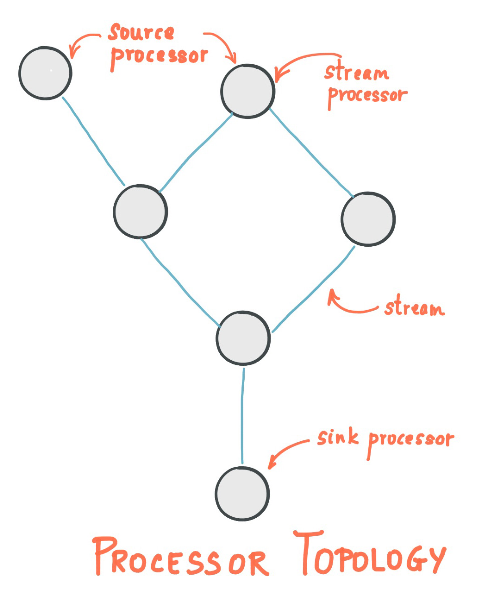 source
processor
stream
processor
stream
sink processor
PROCESSOR TOPOLOGY